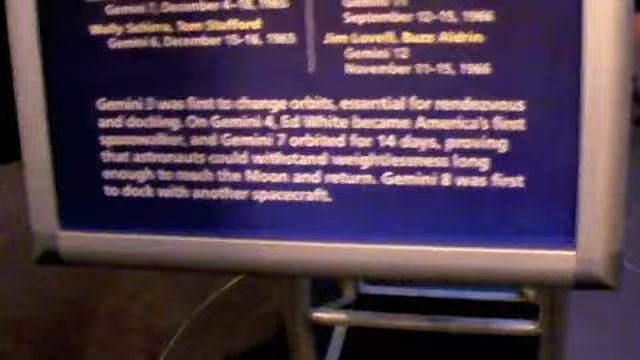 Gemini 7, December 4-18, 1965
Wally Schirra, Tom Stafford
Gemini 6, December 15-16, 1965
September 12-15, 1966
Jim Lovell, Buzz Aldrin
Gemini 12
November 11-15, 1966
Gemini 3 was first to change orbits, essential for rendezvous
and docking. On Gemini 4, Ed White became America's first
spacewalker, and Gemini 7 orbited for 14 days, proving
that astronauts could withstand weightlessness long
enough to reach the Moon and return. Gemini 8 was first
to dock with another spacecraft.